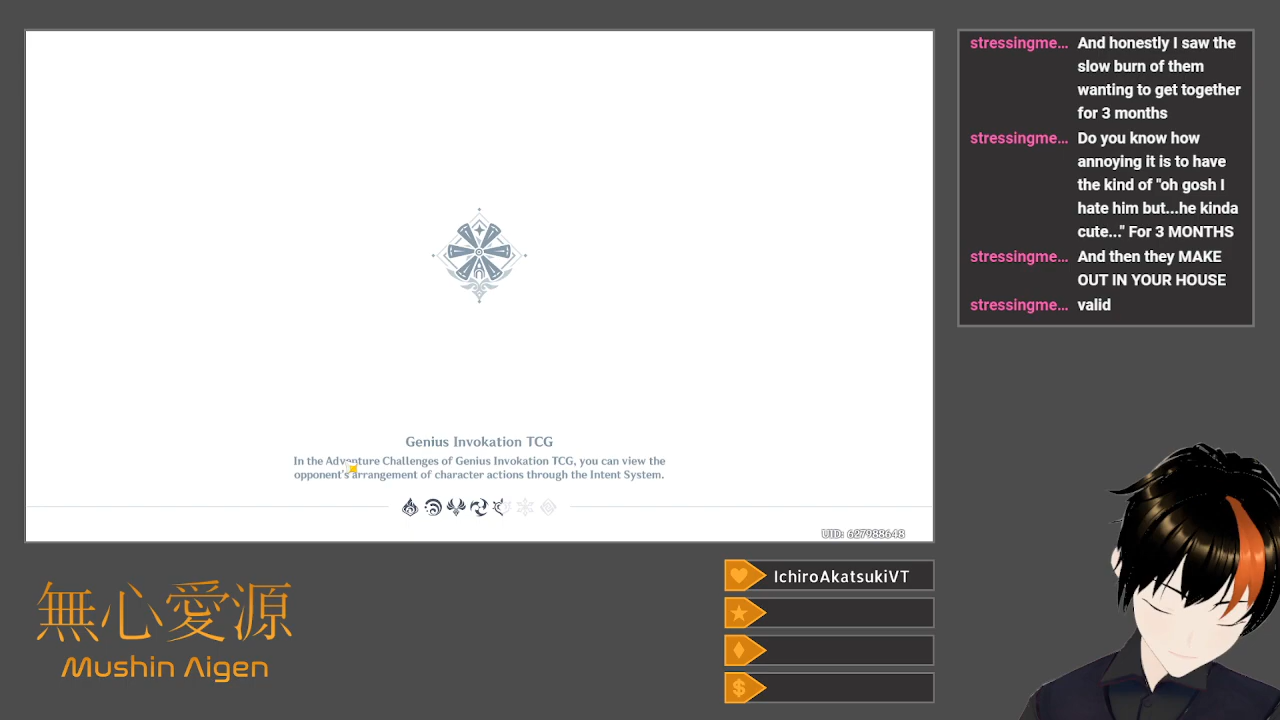 stressingme... And honestly I saw the
slow burn of them
wanting to get together
for 3 months
stressingme... Do you know how
annoying it is to have
the kind of "oh gosh I
hate him but...he kinda
cute..." For 3 MONTHS
stressingme... And then they MAKE
OUT IN YOUR HOUSE
stressingme... valid
Genius Invokation TCG
In the Adventure Challenges of Genius Invokation TCG, you can view the
opponent's arrangement of character actions through the Intent System.
UID: 627988648
無心愛源
Mushin Aigen
IchiroAkatsukiVT